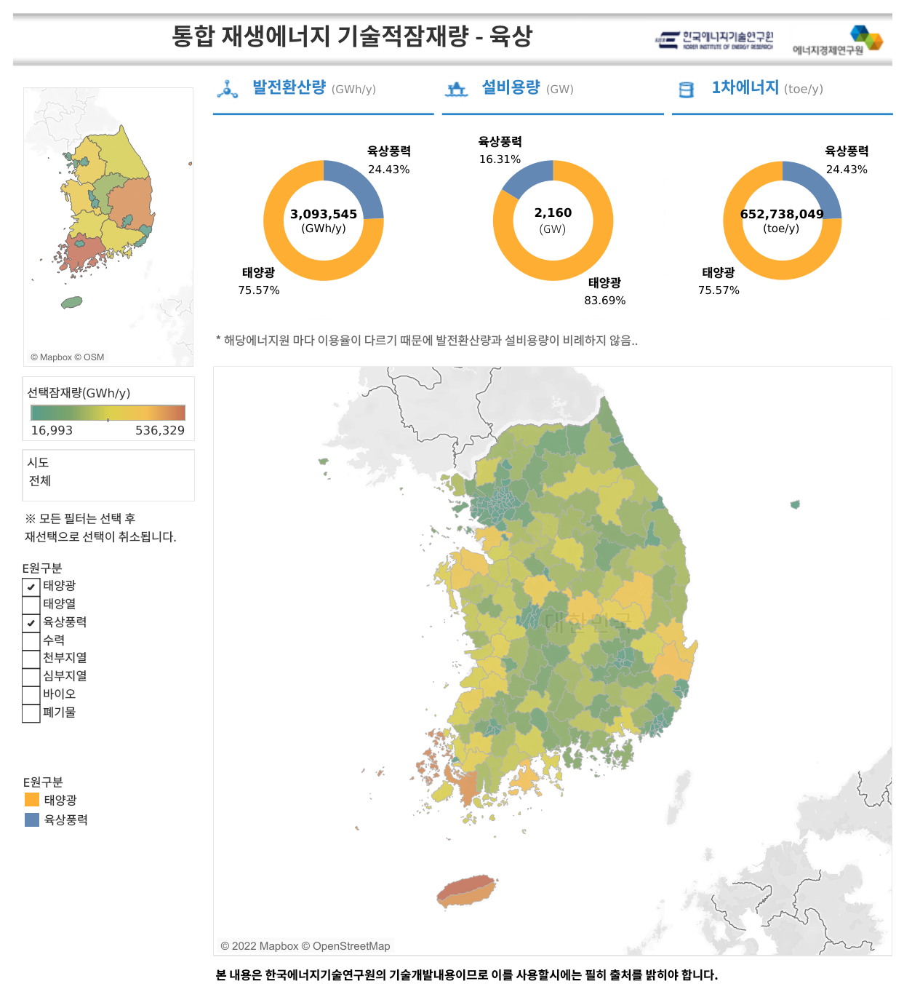 통합 재생에너지 기술적잠재량 - 육상
한국에너지기술연구원
KOREA INSTITUTE OF ENERGY RESEARCH
에너지경제연구원
발전환산량 (GWh/y)
설비용량 (GW)
1차에너지 (toe/y)
육상풍력
24.43%
3,093,545
(GWh/y)
태양광
75.57%
육상풍력
16.31%
2,160
(GW)
태양광
83.69%
육상풍력
24.43%
652,738,049
(toe/y)
태양광
75.57%
* 해당에너지원 마다 이용율이 다르기 때문에 발전환산량과 설비용량이 비례하지 않음..
© Mapbox © OSM
선택잠재량(GWh/y)
16,993 536,329
시도
전체
※ 모든 필터는 선택 후
재선택으로 선택이 취소됩니다.
E원구분
태양광
태양열
육상풍력
수력
천부지열
심부지열
바이오
폐기물
E원구분
태양광
육상풍력
대한민국
© 2022 Mapbox © OpenStreetMap
본 내용은 한국에너지기술연구원의 기술개발내용이므로 이를 사용할시에는 필히 출처를 밝히야 합니다.